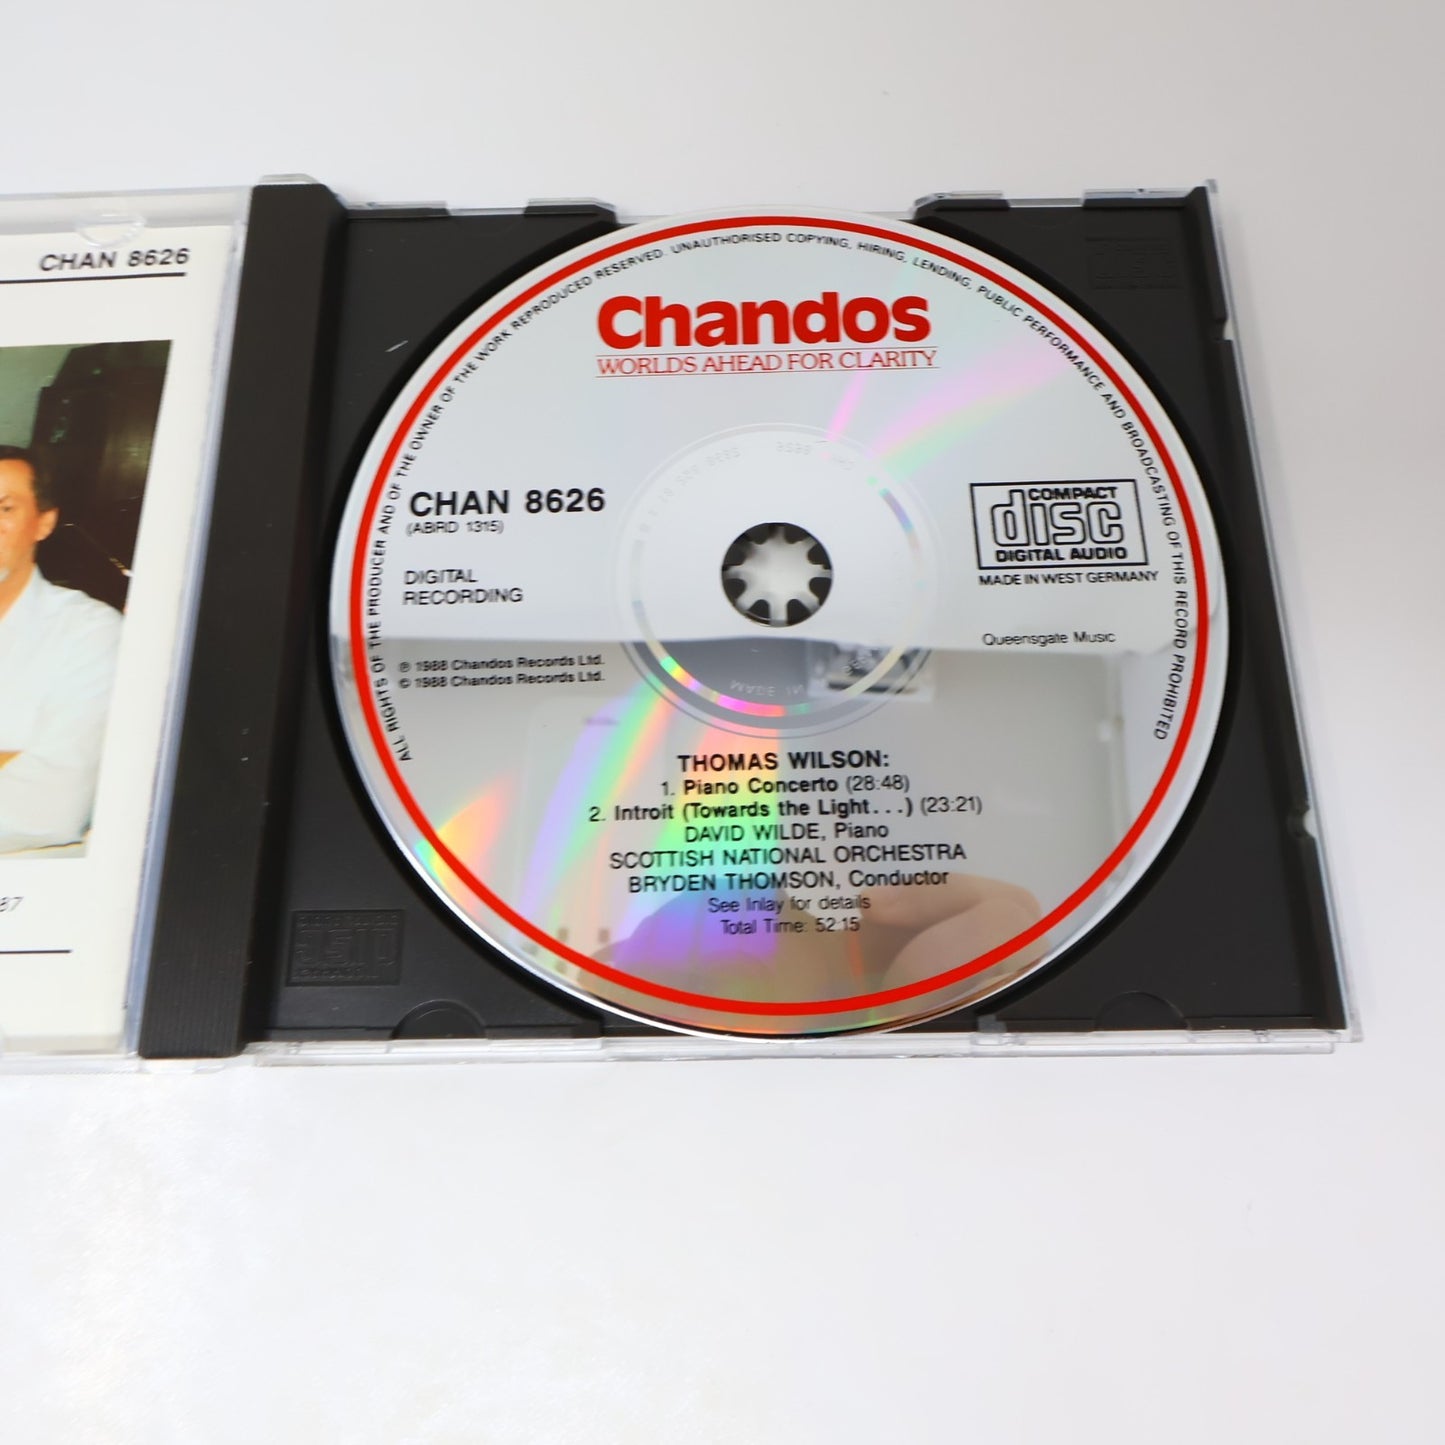 CHAN 8626
87
ALL RIGHTS OF THE PRODUCER AND OF THE OWNER OF THE WORK REPRODUCED RESERVED. UNAUTHORISED COPYING, HIRING, LENDING, PUBLIC PERFORMANCE AND BROADCASTING OF THIS RECORD PROHIBITED
Chandos
WORLDS AHEAD FOR CLARITY
CHAN 8626
(ABRD 1315)
DIGITAL
RECORDING
℗ 1988 Chandos Records Ltd.
© 1988 Chandos Records Ltd.
COMPACT
disc
DIGITAL AUDIO
MADE IN WEST GERMANY
Queensgate Music
THOMAS WILSON:
1. Piano Concerto (28:48)
2. Introit (Towards the Light...) (23:21)
DAVID WILDE, Piano
SCOTTISH NATIONAL ORCHESTRA
BRYDEN THOMSON, Conductor
See Inlay for details
Total Time: 52:15